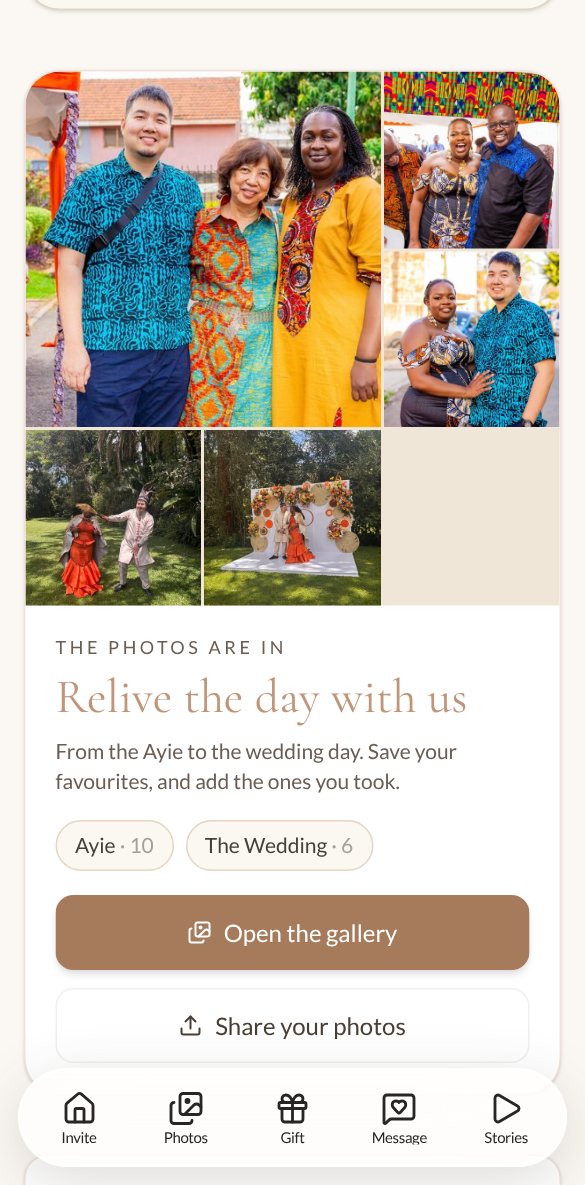 THE PHOTOS ARE IN
Relive the day with us
From the Ayie to the wedding day. Save your
favourites, and add the ones you took.
Ayie · 10
The Wedding · 6
Open the gallery
Share your photos
Invite
Photos
Gift
Message
Stories